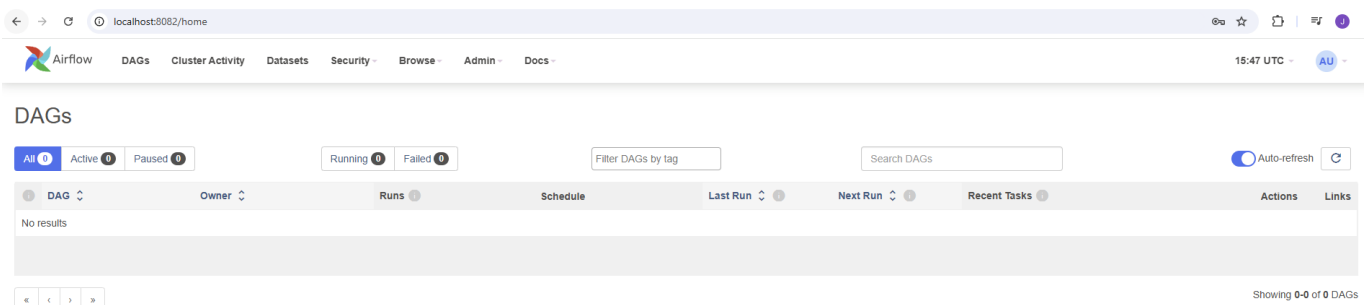 localhost:8082/home
J
Airflow DAGs Cluster Activity Datasets Security Browse Admin Docs 15:47 UTC AU
DAGs
All 0 Active 0 Paused 0 Running 0 Failed 0 Filter DAGs by tag Search DAGs Auto-refresh
DAG Owner Runs Schedule Last Run Next Run Recent Tasks Actions Links
No results
« ‹ › » Showing 0-0 of 0 DAGs